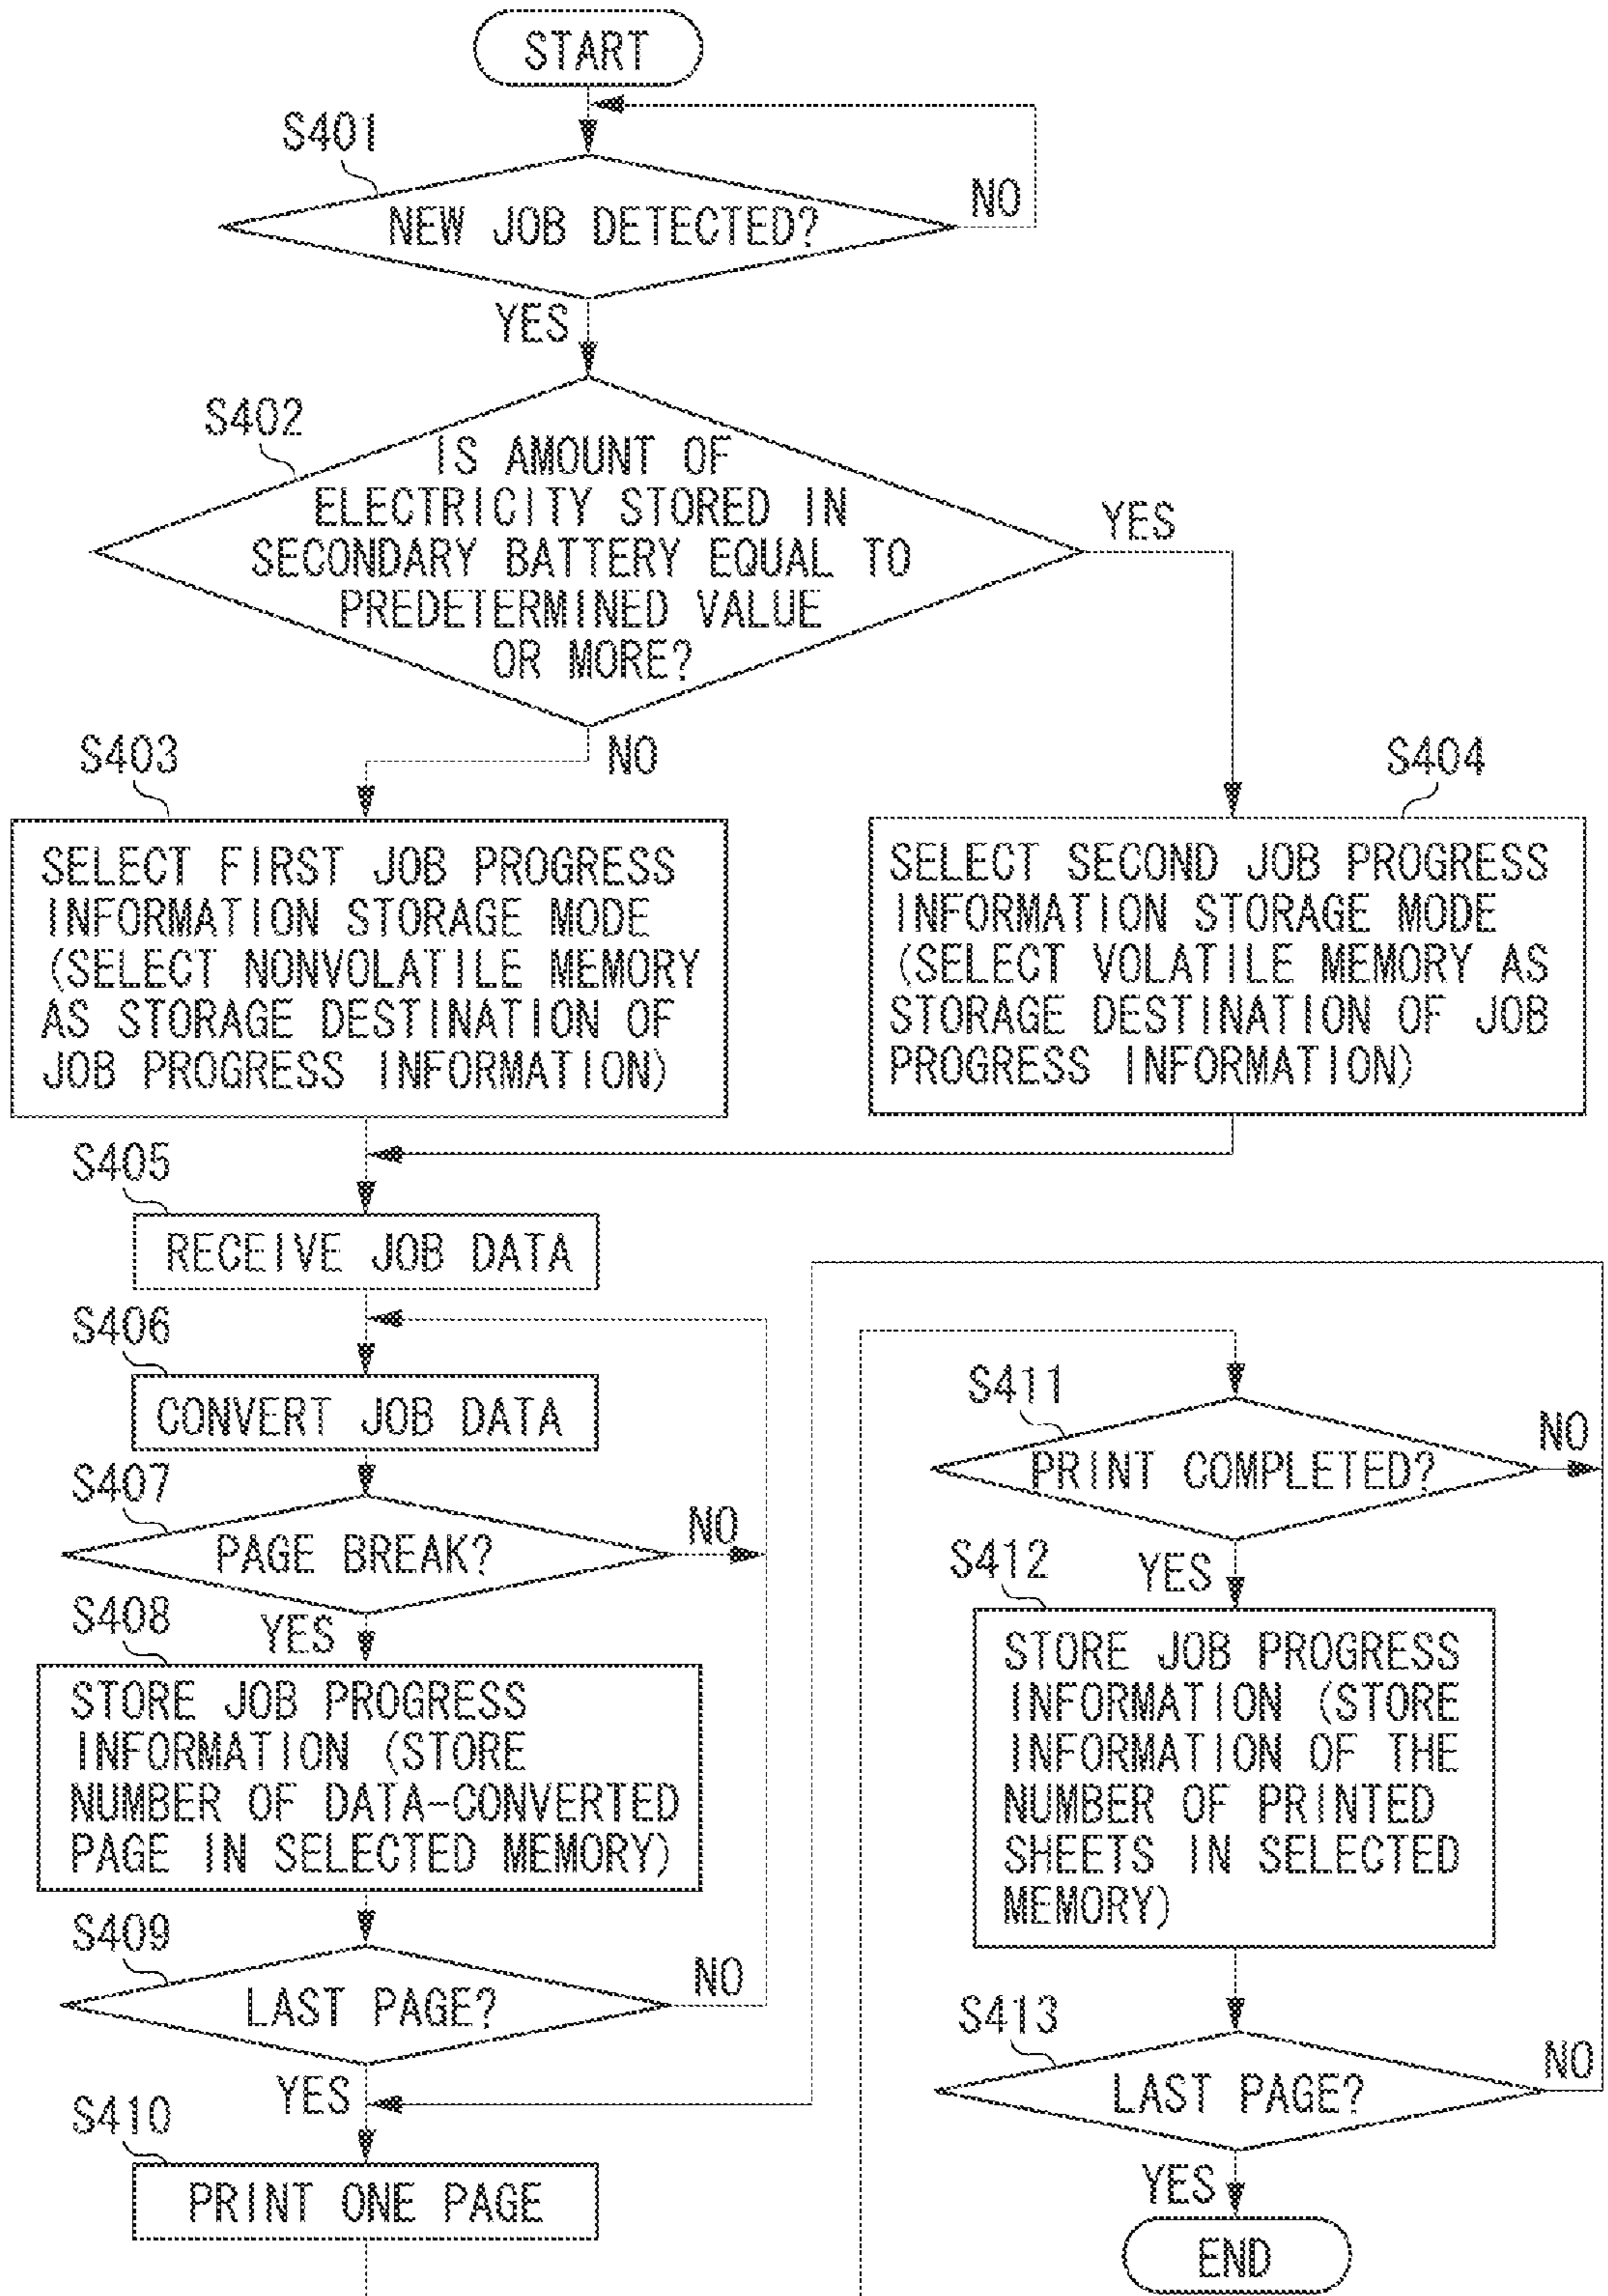 START
S401
NEW JOB DETECTED?
NO
YES
S402
IS AMOUNT OF
ELECTRICITY STORED IN
SECONDARY BATTERY EQUAL TO
PREDETERMINED VALUE
OR MORE?
YES
NO
S403
SELECT FIRST JOB PROGRESS
INFORMATION STORAGE MODE
(SELECT NONVOLATILE MEMORY
AS STORAGE DESTINATION OF
JOB PROGRESS INFORMATION)
S404
SELECT SECOND JOB PROGRESS
INFORMATION STORAGE MODE
(SELECT VOLATILE MEMORY AS
STORAGE DESTINATION OF JOB
PROGRESS INFORMATION)
S405
RECEIVE JOB DATA
S406
CONVERT JOB DATA
S407
PAGE BREAK?
NO
YES
S408
STORE JOB PROGRESS
INFORMATION (STORE
NUMBER OF DATA-CONVERTED
PAGE IN SELECTED MEMORY)
S409
LAST PAGE?
NO
YES
S410
PRINT ONE PAGE
S411
PRINT COMPLETED?
NO
YES
S412
STORE JOB PROGRESS
INFORMATION (STORE
INFORMATION OF THE
NUMBER OF PRINTED
SHEETS IN SELECTED
MEMORY)
S413
LAST PAGE?
NO
YES
END